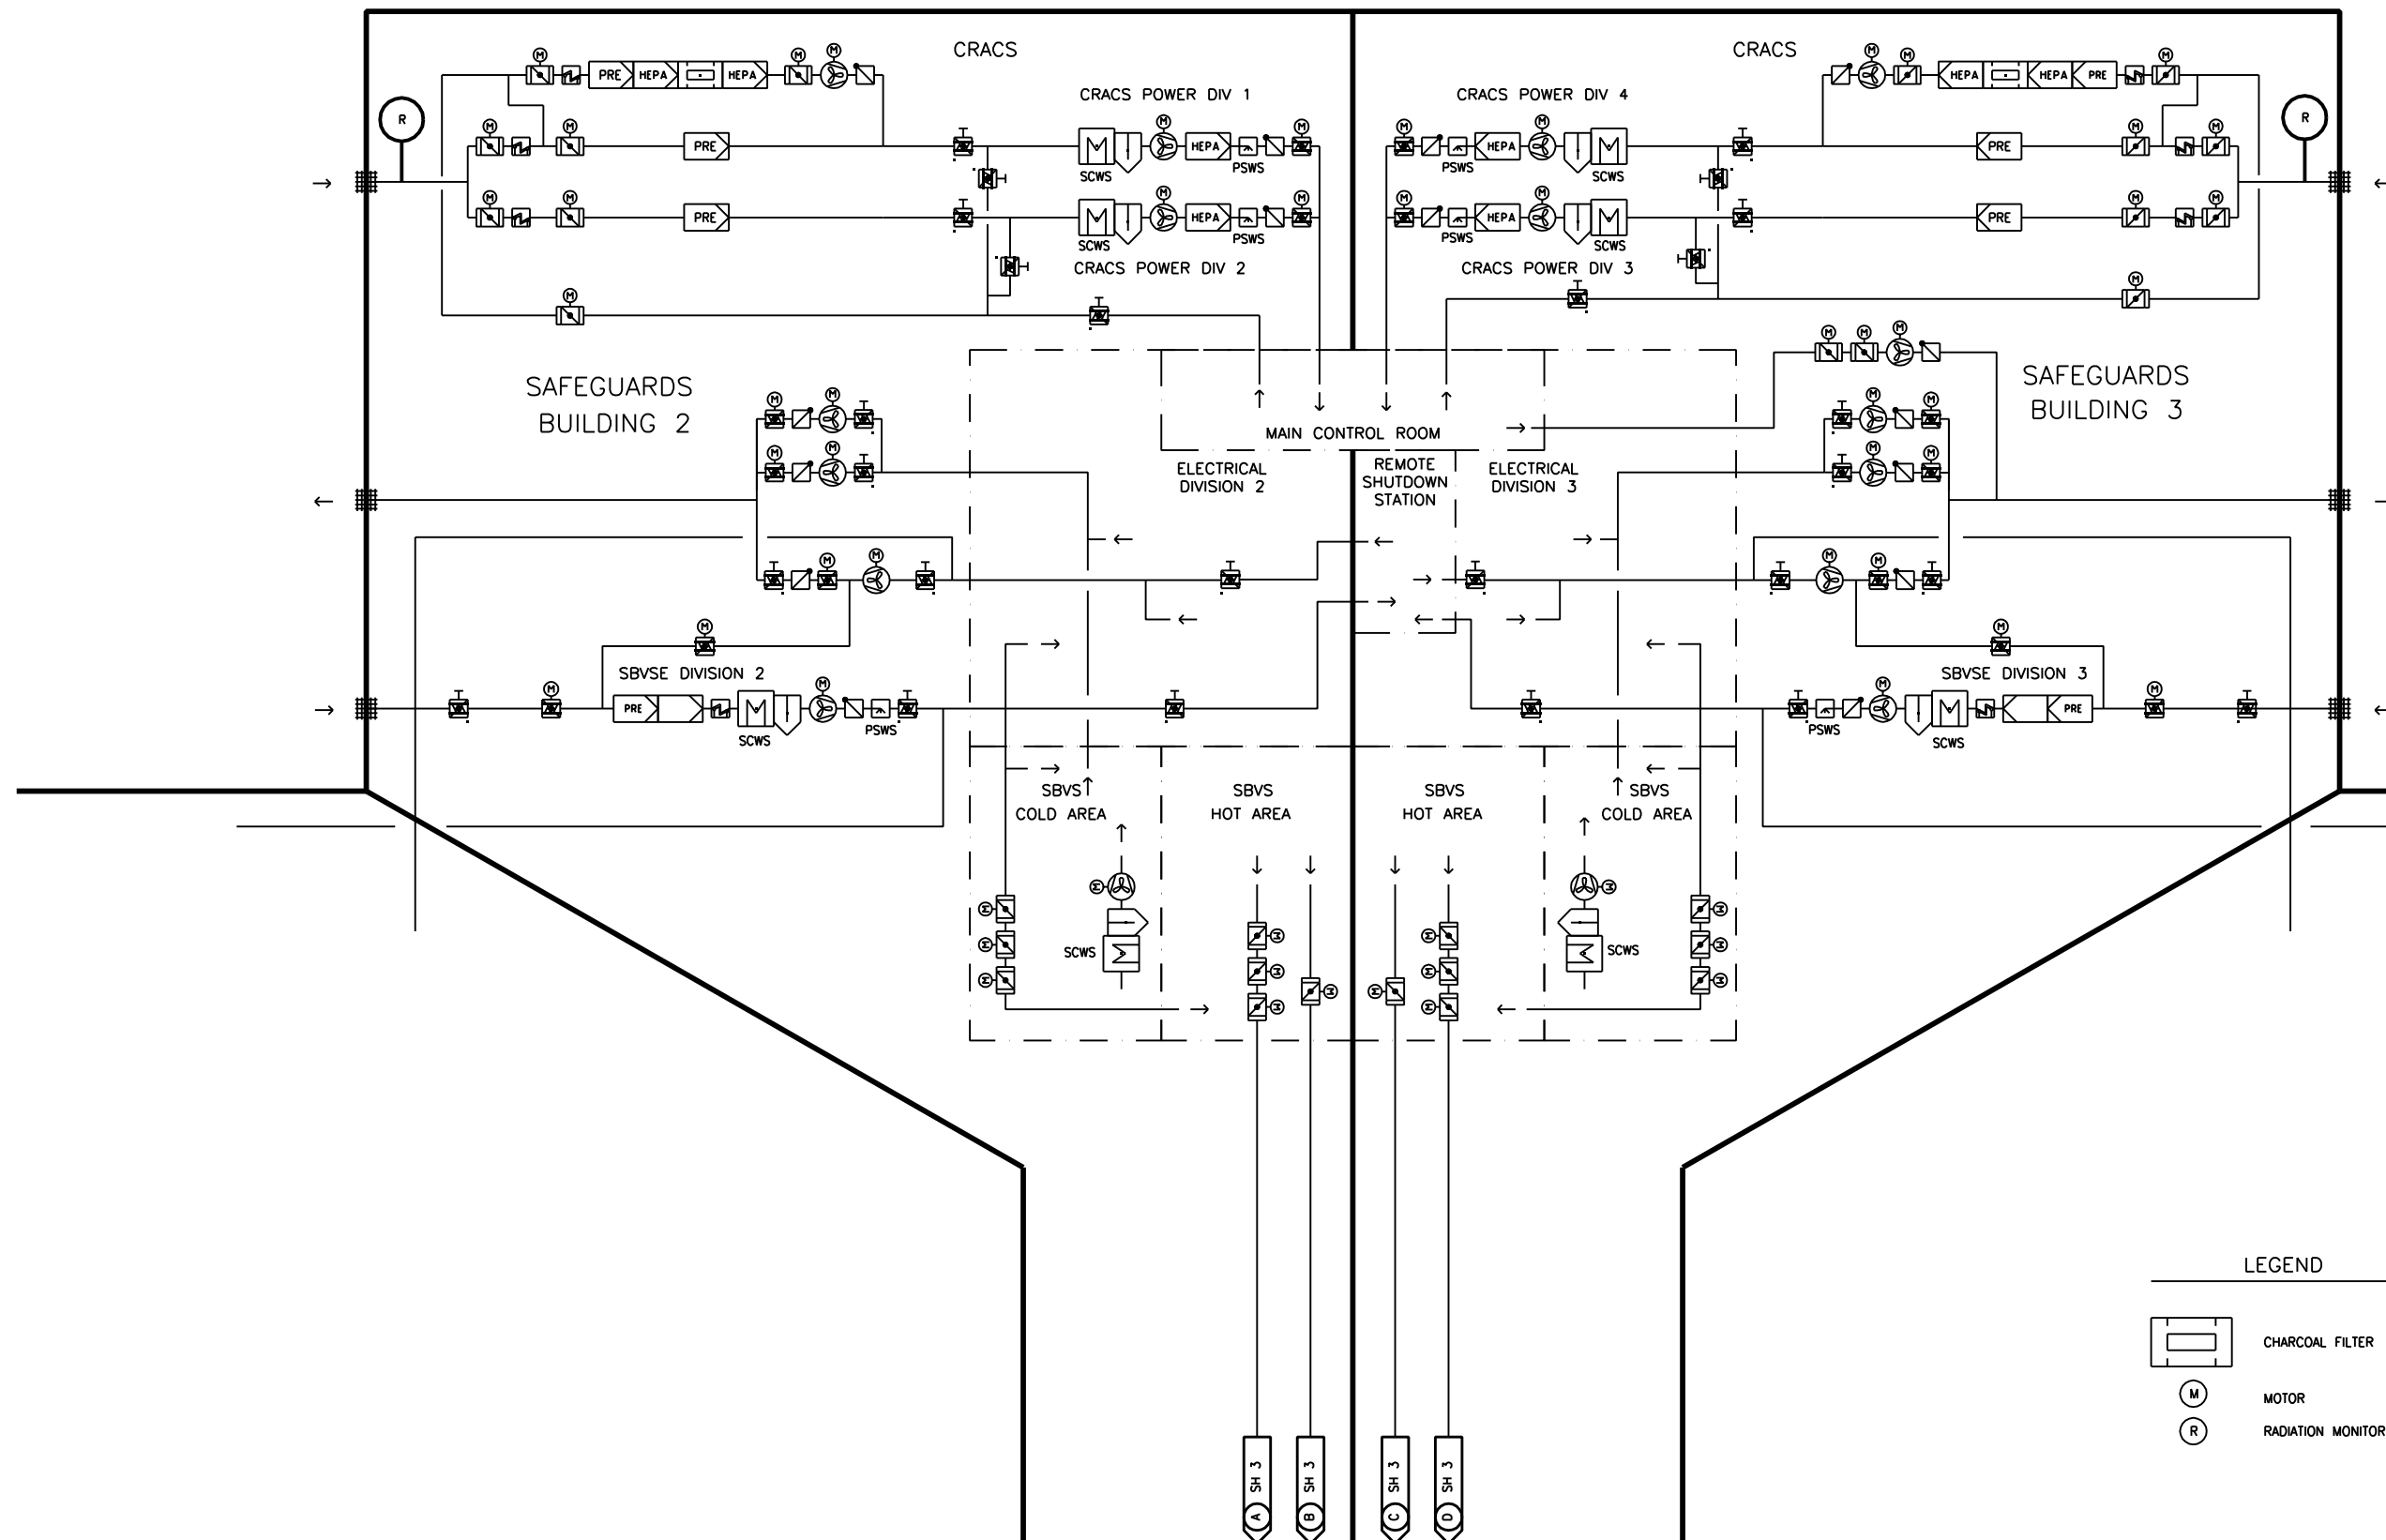 CRACS
CRACS
M
M
M
M
M
M
PRE
HEPA
HEPA
HEPA
HEPA
PRE
CRACS POWER DIV 1
CRACS POWER DIV 4
R
R
M
M
M
M
M
M
M
M
PRE
HEPA
HEPA
PRE
SCWS
PSWS
PSWS
SCWS
M
M
M
M
M
M
M
M
PRE
HEPA
HEPA
PRE
SCWS
PSWS
PSWS
SCWS
CRACS POWER DIV 2
CRACS POWER DIV 3
M
M
M
M
M
SAFEGUARDS
BUILDING 2
SAFEGUARDS
BUILDING 3
M
M
M
M
MAIN CONTROL ROOM
M
M
M
M
ELECTRICAL
DIVISION 2
REMOTE
SHUTDOWN
STATION
ELECTRICAL
DIVISION 3
M
M
M
M
M
M
SBVSE DIVISION 2
SBVSE DIVISION 3
M
M
M
M
PRE
PRE
SCWS
PSWS
PSWS
SCWS
SBVS
COLD AREA
SBVS
HOT AREA
SBVS
HOT AREA
SBVS
COLD AREA
M
M
M
M
M
M
M
M
M
SCWS
SCWS
M
M
M
M
M
M
M
M
M
LEGEND
CHARCOAL FILTER
M
MOTOR
R
RADIATION MONITOR
SH 3
SH 3
SH 3
SH 3
A
B
C
D